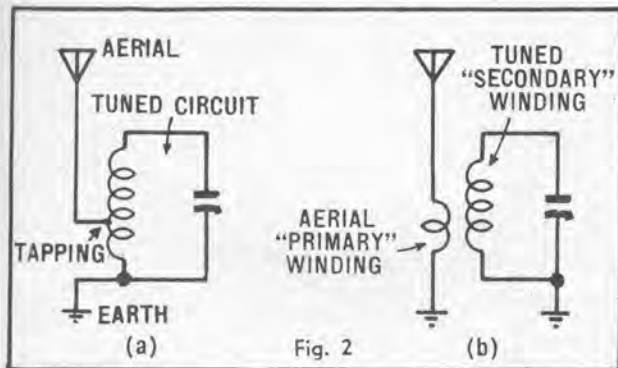 AERIAL
TUNED CIRCUIT
TAPPING
EARTH
(a)
TUNED
"SECONDARY"
WINDING
AERIAL
"PRIMARY"
WINDING
(b)
Fig. 2